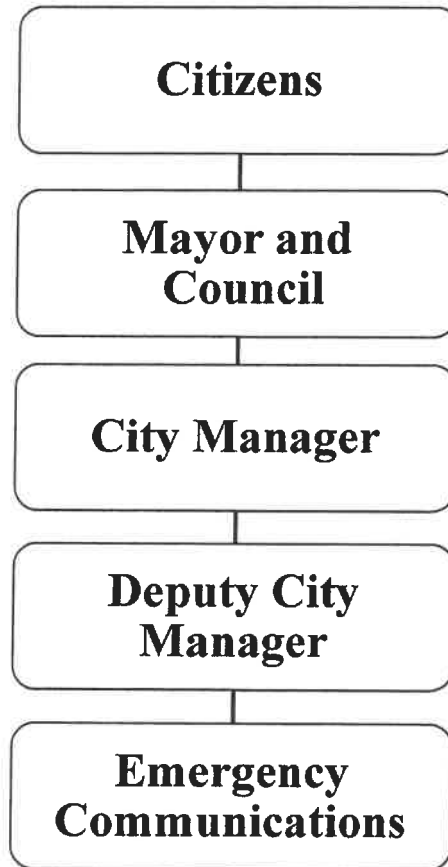 Citizens
Mayor and
Council
City Manager
Deputy City
Manager
Emergency
Communications